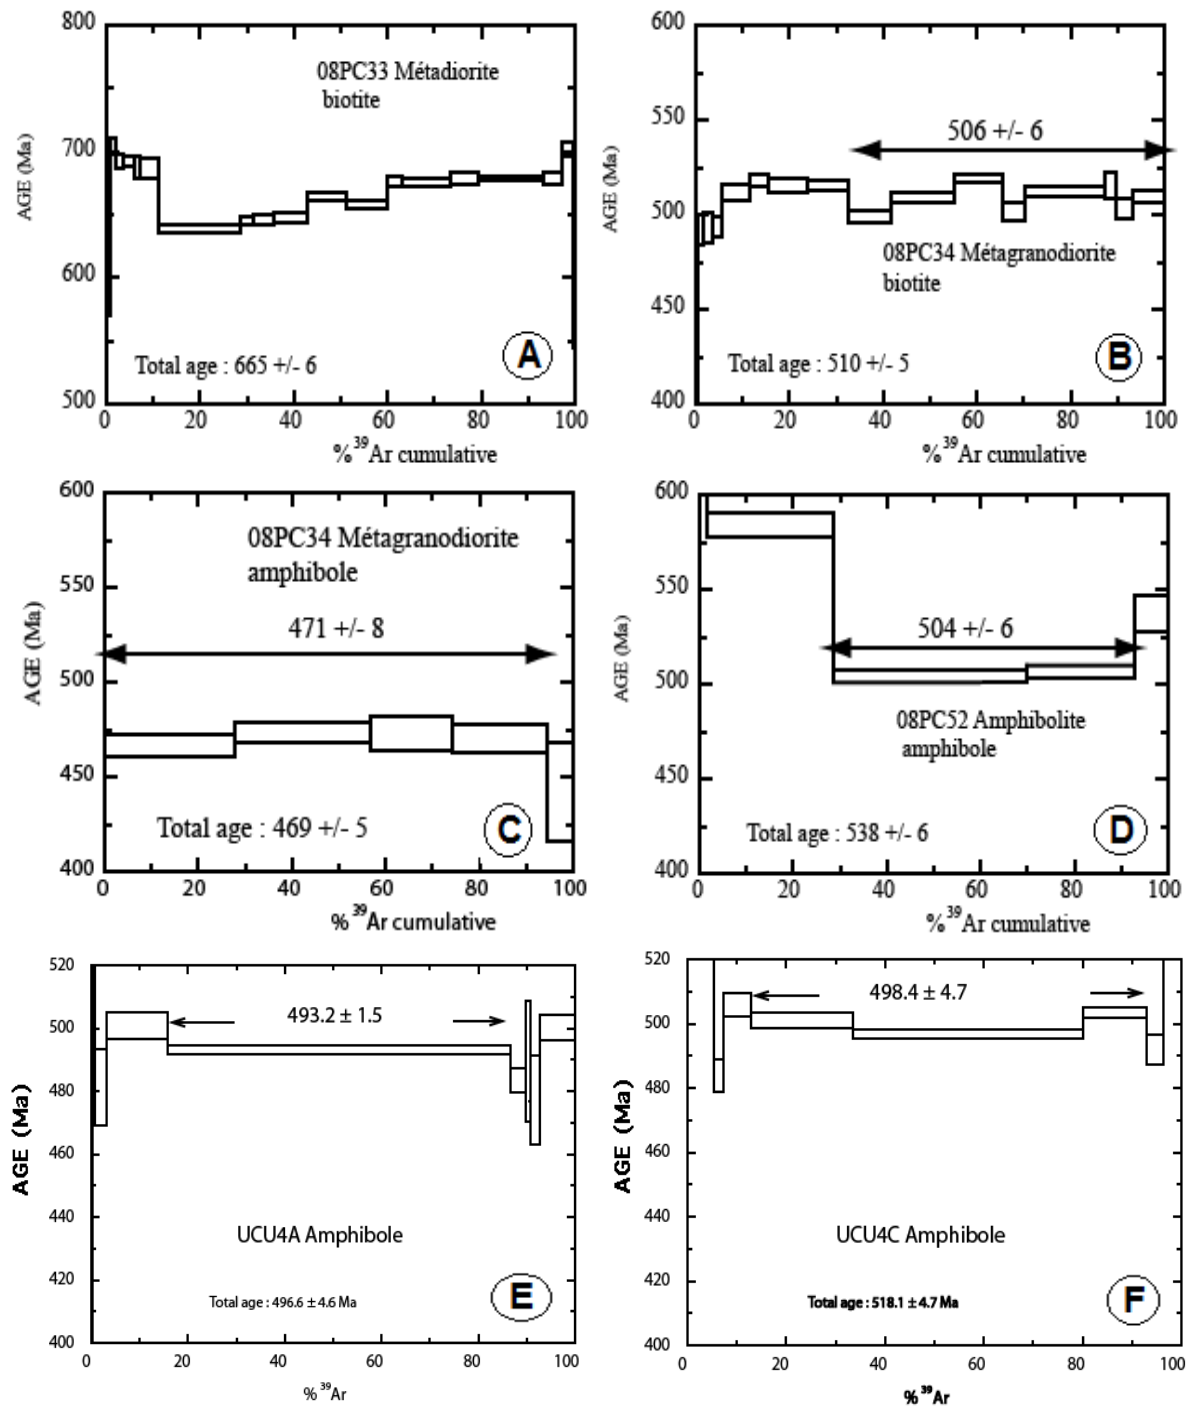 800
700
600
500
AGE (Ma)
08PC33 Métadiorite
biotite
Total age : 665 +/- 6
A
0 20 40 60 80 100
% 39Ar cumulative
600
550
500
450
400
AGE (Ma)
506 +/- 6
08PC34 Métagranodiorite
biotite
Total age : 510 +/- 5
B
0 20 40 60 80 100
% 39Ar cumulative
600
550
500
450
400
AGE (Ma)
08PC34 Métagranodiorite
amphibole
471 +/- 8
Total age : 469 +/- 5
C
0 20 40 60 80 100
% 39Ar cumulative
600
550
500
450
400
AGE (Ma)
504 +/- 6
08PC52 Amphibolite
amphibole
Total age : 538 +/- 6
D
0 20 40 60 80 100
% 39Ar cumulative
520
500
480
460
440
420
400
AGE (Ma)
493.2 ± 1.5
UCU4A Amphibole
Total age : 496.6 ± 4.6 Ma
E
0 20 40 60 80 100
% 39Ar
520
500
480
460
440
420
400
AGE (Ma)
498.4 ± 4.7
UCU4C Amphibole
Total age : 518.1 ± 4.7 Ma
F
0 20 40 60 80 100
% 39Ar